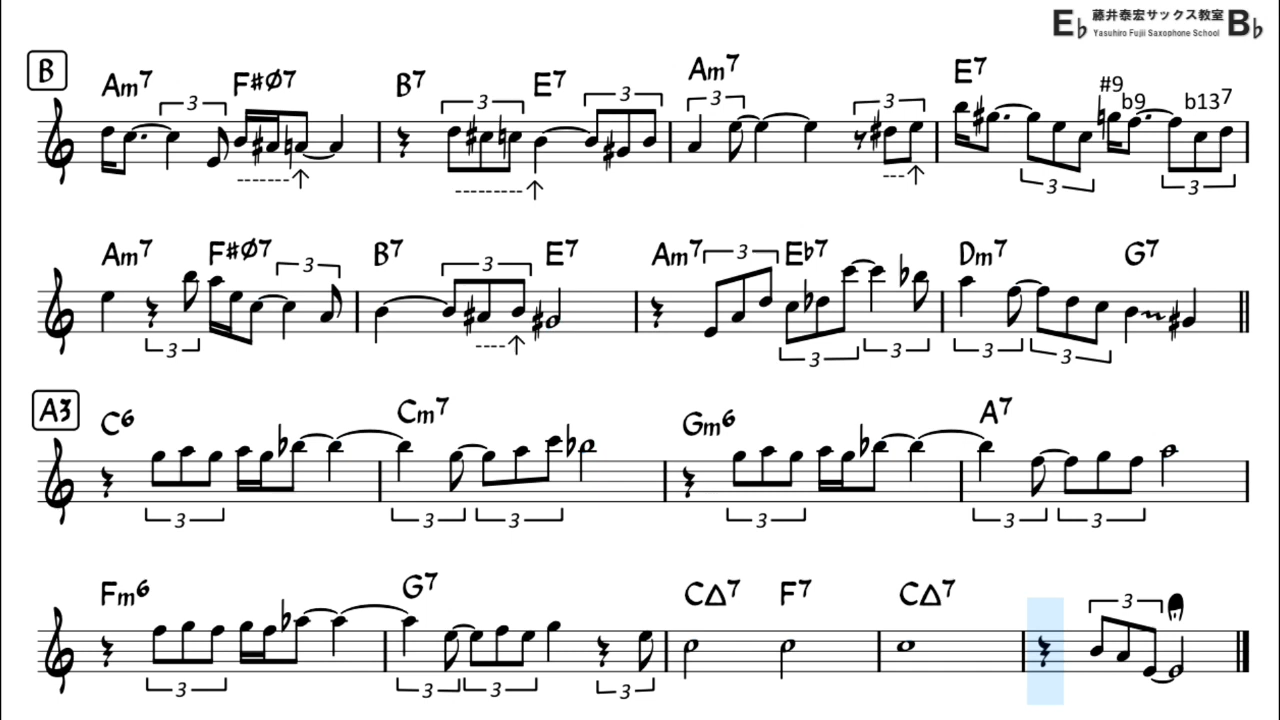 E♭ 藤井泰宏サックス教室 B♭
Yasuhiro Fujii Saxophone School
B
Am7 F#Ø7 B7 E7 Am7 E7
3 3 3 3 3 #9 b9 b137
3 3
Am7 F#Ø7 B7 E7 Am7 Eb7 Dm7 G7
3 3 3
3 3 3 3 3
A3
C6 Cm7 Gm6 A7
3 3 3 3 3 3
Fm6 G7 C△7 F7 C△7
3
3 3 3 3